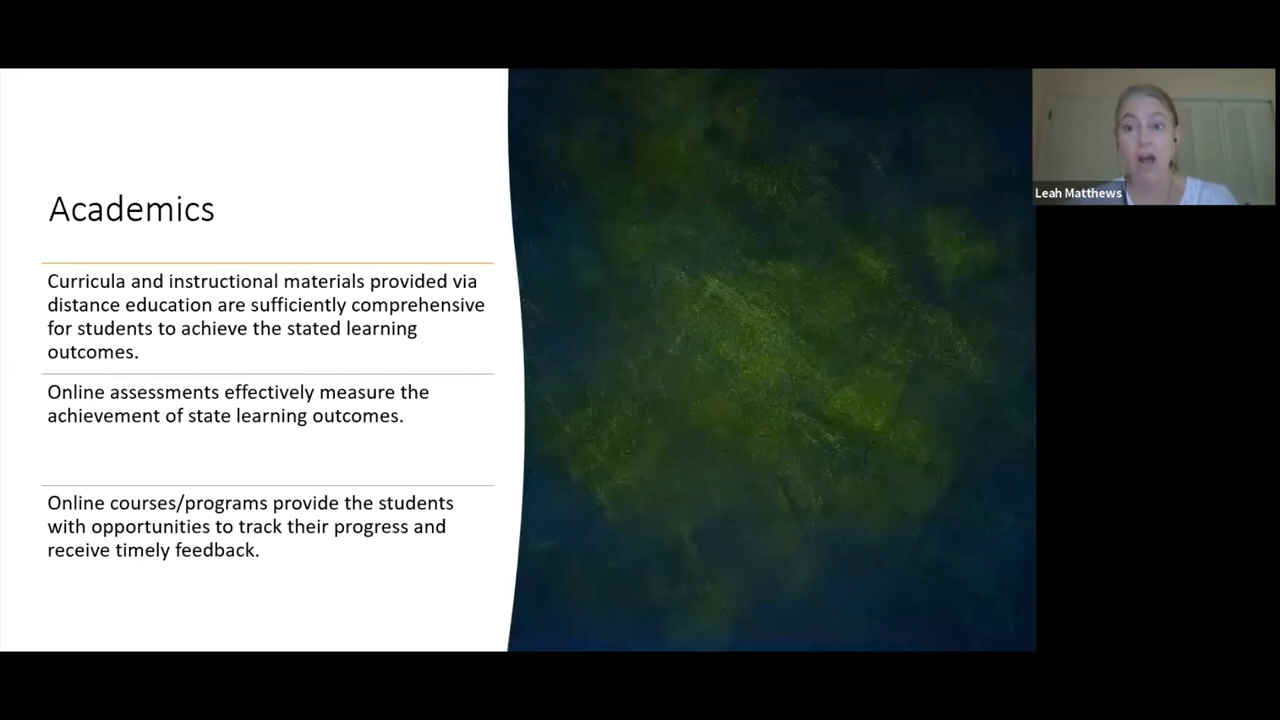 Academics
Curricula and instructional materials provided via
distance education are sufficiently comprehensive
for students to achieve the stated learning
outcomes.
Online assessments effectively measure the
achievement of state learning outcomes.
Online courses/programs provide the students
with opportunities to track their progress and
receive timely feedback.
Leah Matthews